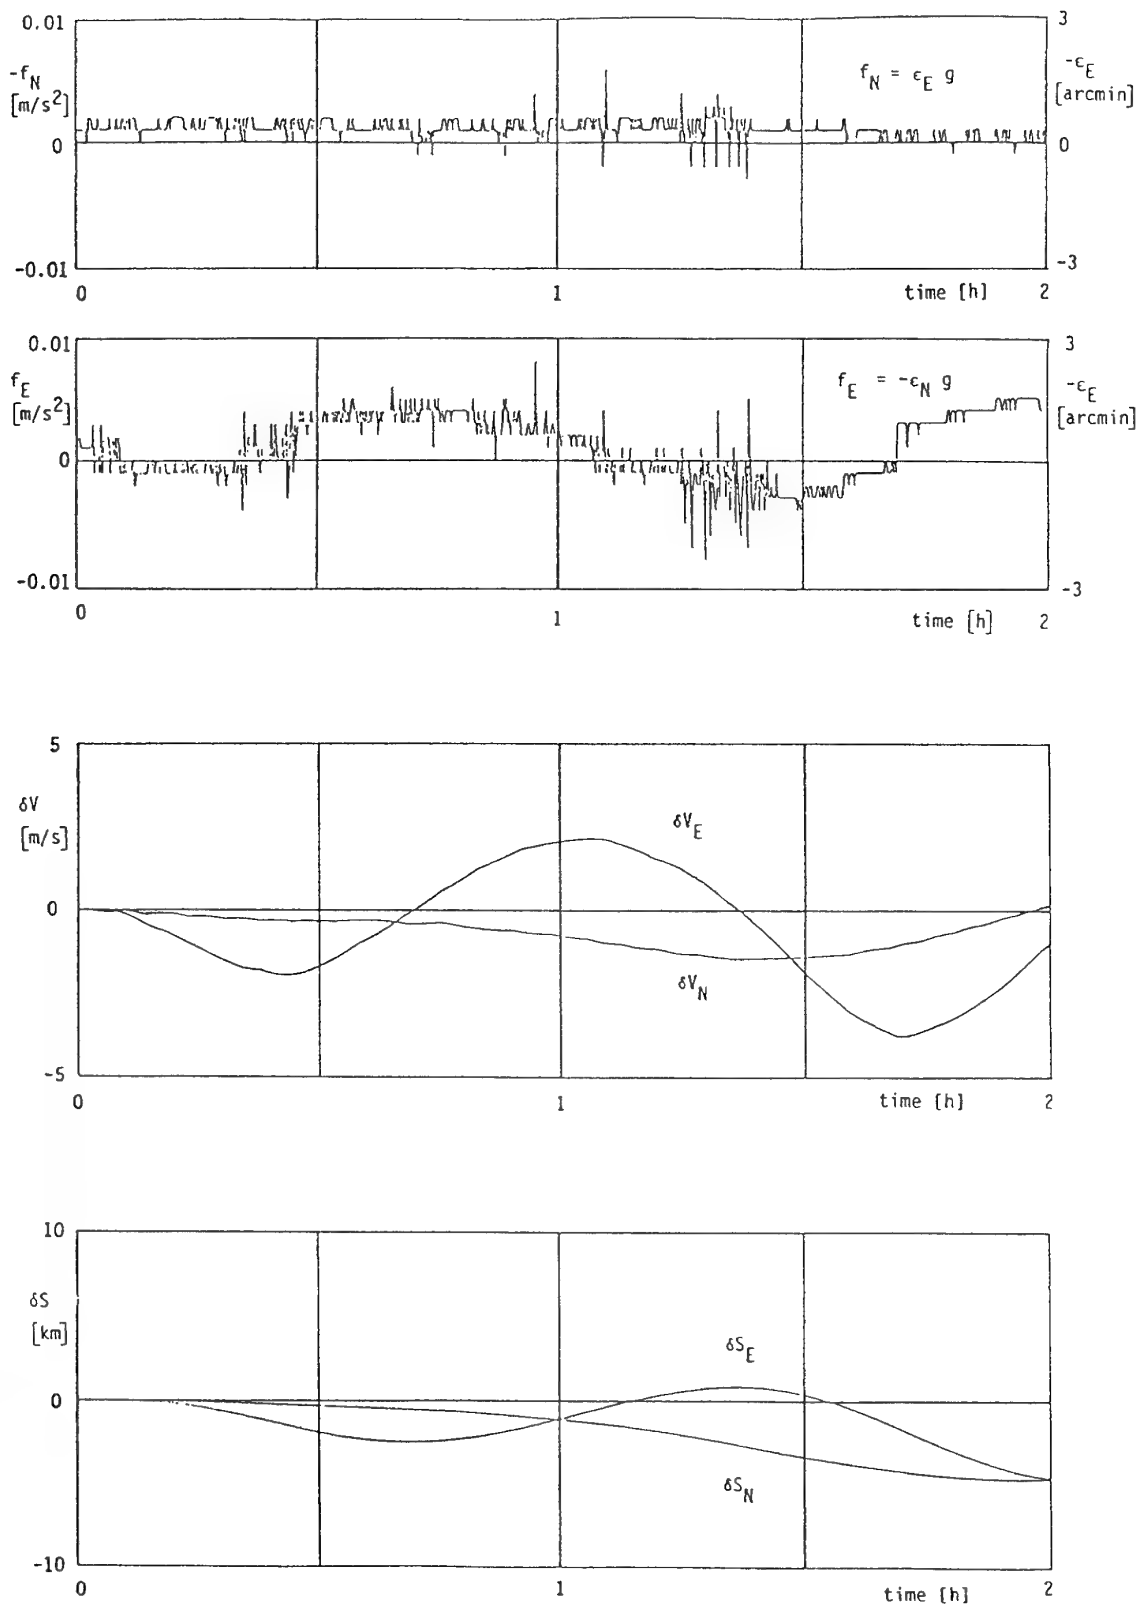 0.01
3
-f_N
[m/s²]
-ε_E
[arcmin]
f_N = ε_E g
0
0
-0.01
-3
0
1
time [h]
2
0.01
3
f_E
[m/s²]
f_E = -ε_N g
-ε_E
[arcmin]
0
-0.01
-3
0
1
time [h]
2
5
δV
[m/s]
δV_E
0
δV_N
-5
0
1
time [h]
2
10
δS
[km]
δS_E
0
δS_N
-10
0
1
time [h]
2